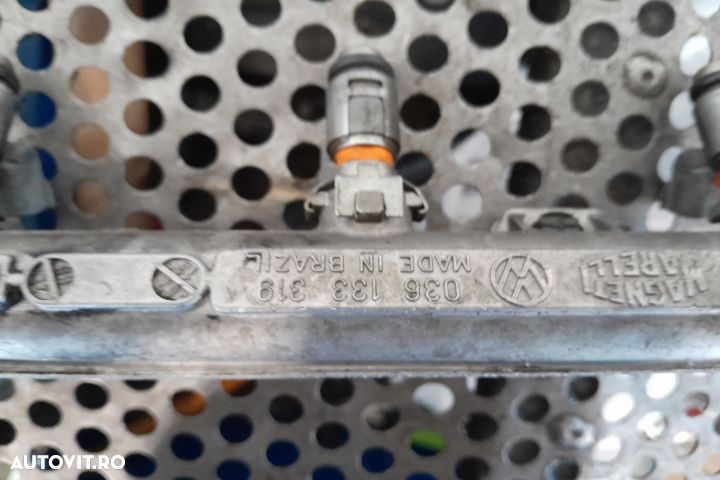 MAGNETI
MARELLI
036 133 319
MADE IN BRAZIL
AUTOVIT.RO